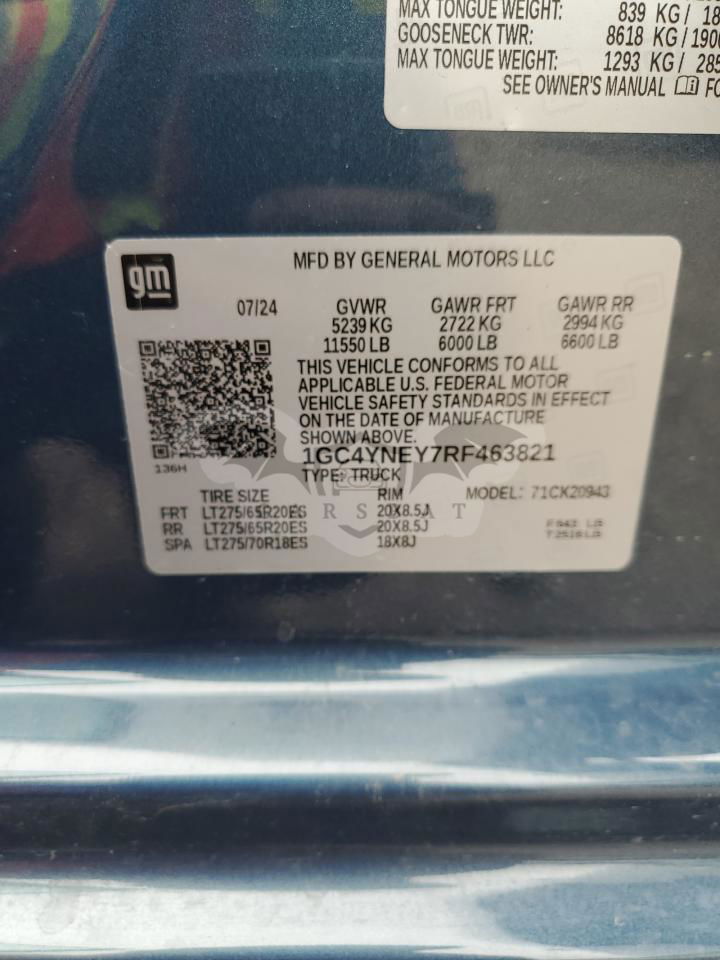 MAX TONGUE WEIGHT: 839 KG / 18
GOOSENECK TWR: 8618 KG/1900
MAX TONGUE WEIGHT: 1293 KG / 285
SEE OWNER'S MANUAL FO
gm
MFD BY GENERAL MOTORS LLC
07/24 GVWR GAWR FRT GAWR RR
5239 KG 2722 KG 2994 KG
11550 LB 6000 LB 6600 LB
THIS VEHICLE CONFORMS TO ALL
APPLICABLE U.S. FEDERAL MOTOR
VEHICLE SAFETY STANDARDS IN EFFECT
ON THE DATE OF MANUFACTURE
SHOWN ABOVE.
136H
1GC4YNEY7RF463821
TYPE: TRUCK
TIRE SIZE RIM MODEL: 71CK20943
FRT LT275/65R20ES 20X8.5J
RR LT275/65R20ES 20X8.5J
SPA LT275/70R18ES 18X8J